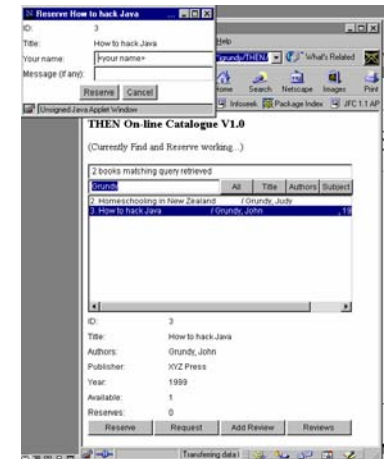 Reserve How to hack Java
ID: 3
Title: How to hack Java
Your name: <your name>
Message (if any):
Reserve Cancel
Unsigned Java Applet Window
Help
grundy/THEN/ What's Related
Home Search Netscape Images Print
Infoseek Package Index JFC 1.1 AP
THEN On-line Catalogue V1.0
(Currently Find and Reserve working...)
2 books matching query retrieved
Grundy All Title Authors Subject
2. Homeschooling in New Zealand / Grundy, Judy
3. How to hack Java / Grundy, John , 19
ID: 3
Title: How to hack Java
Authors: Grundy, John
Publisher: XYZ Press
Year: 1999
Available: 1
Reserves: 0
Reserve Request Add Review Reviews
Transferring data